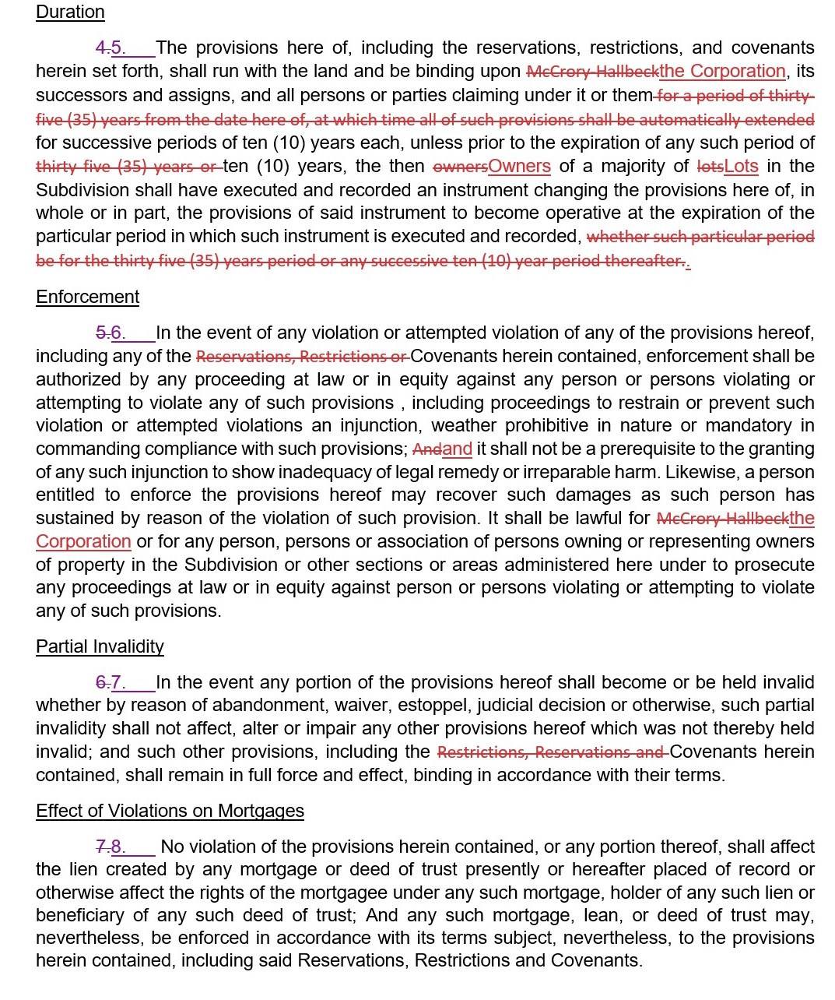 Duration
4.5. The provisions here of, including the reservations, restrictions, and covenants
herein set forth, shall run with the land and be binding upon McCrory-Hallbeckthe Corporation, its
successors and assigns, and all persons or parties claiming under it or them for a period of thirty-
five (35) years from the date here of, at which time all of such provisions shall be automatically extended
for successive periods of ten (10) years each, unless prior to the expiration of any such period of
thirty five (35) years or ten (10) years, the then ownersOwners of a majority of lotsLots in the
Subdivision shall have executed and recorded an instrument changing the provisions here of, in
whole or in part, the provisions of said instrument to become operative at the expiration of the
particular period in which such instrument is executed and recorded, whether such particular period
be for the thirty five (35) years period or any successive ten (10) year period thereafter..
Enforcement
5.6. In the event of any violation or attempted violation of any of the provisions hereof,
including any of the Reservations, Restrictions or Covenants herein contained, enforcement shall be
authorized by any proceeding at law or in equity against any person or persons violating or
attempting to violate any of such provisions , including proceedings to restrain or prevent such
violation or attempted violations an injunction, weather prohibitive in nature or mandatory in
commanding compliance with such provisions; Andand it shall not be a prerequisite to the granting
of any such injunction to show inadequacy of legal remedy or irreparable harm. Likewise, a person
entitled to enforce the provisions hereof may recover such damages as such person has
sustained by reason of the violation of such provision. It shall be lawful for McCrory-Hallbeckthe
Corporation or for any person, persons or association of persons owning or representing owners
of property in the Subdivision or other sections or areas administered here under to prosecute
any proceedings at law or in equity against person or persons violating or attempting to violate
any of such provisions.
Partial Invalidity
6.7. In the event any portion of the provisions hereof shall become or be held invalid
whether by reason of abandonment, waiver, estoppel, judicial decision or otherwise, such partial
invalidity shall not affect, alter or impair any other provisions hereof which was not thereby held
invalid; and such other provisions, including the Restrictions, Reservations and Covenants herein
contained, shall remain in full force and effect, binding in accordance with their terms.
Effect of Violations on Mortgages
7.8. No violation of the provisions herein contained, or any portion thereof, shall affect
the lien created by any mortgage or deed of trust presently or hereafter placed of record or
otherwise affect the rights of the mortgagee under any such mortgage, holder of any such lien or
beneficiary of any such deed of trust; And any such mortgage, lean, or deed of trust may,
nevertheless, be enforced in accordance with its terms subject, nevertheless, to the provisions
herein contained, including said Reservations, Restrictions and Covenants.